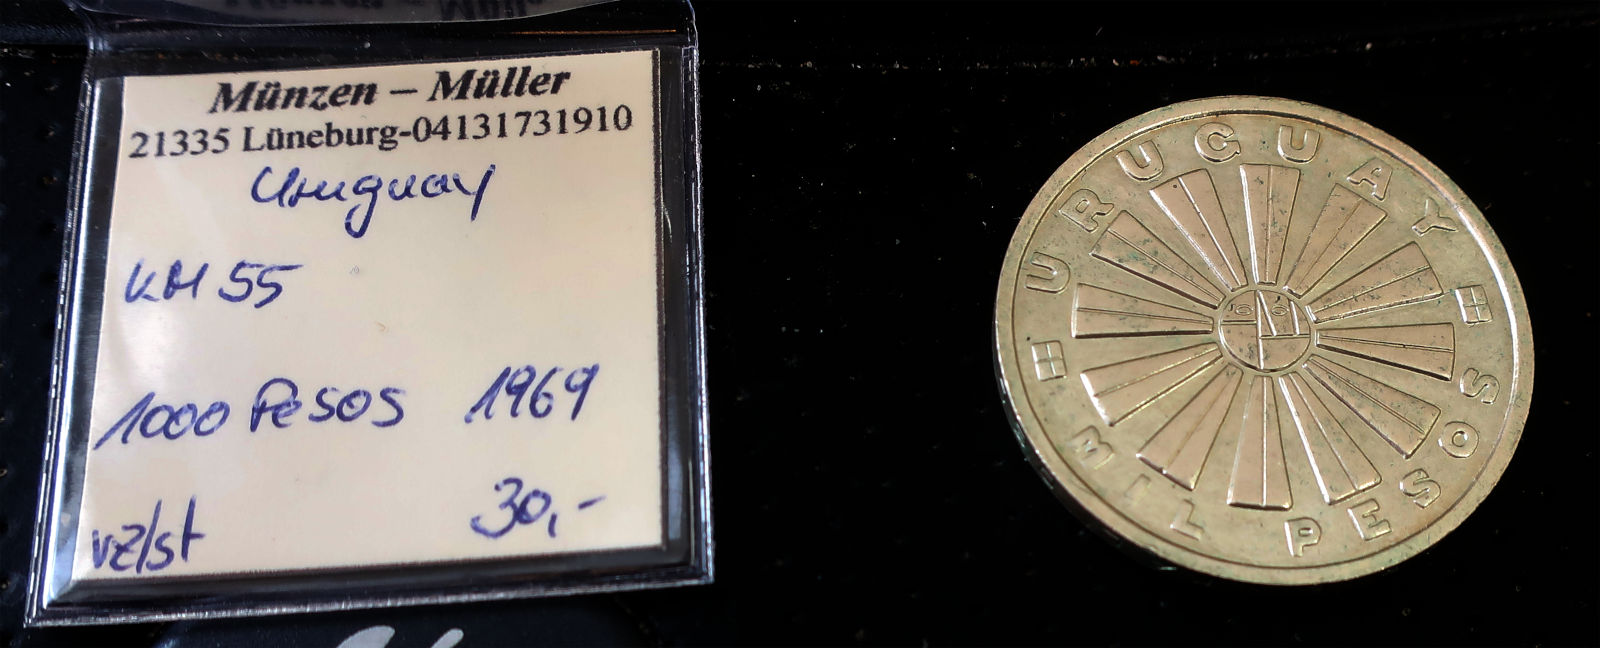 Münzen – Müller
21335 Lüneburg-04131731910
Uruguay
KM 55
1000 Pesos 1969
vz/st 30,-
URUGUAY
MIL PESOS